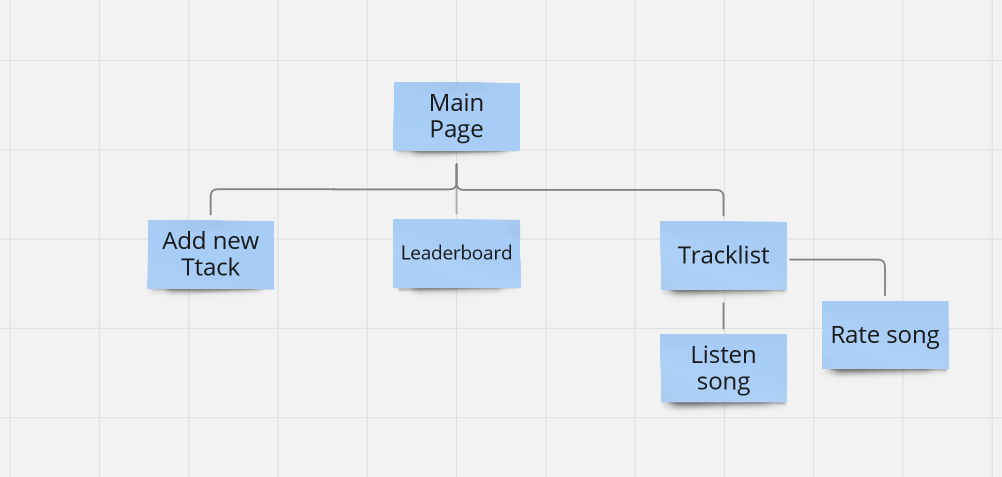 Main
Page
Add new
Ttack
Leaderboard
Tracklist
Rate song
Listen
song